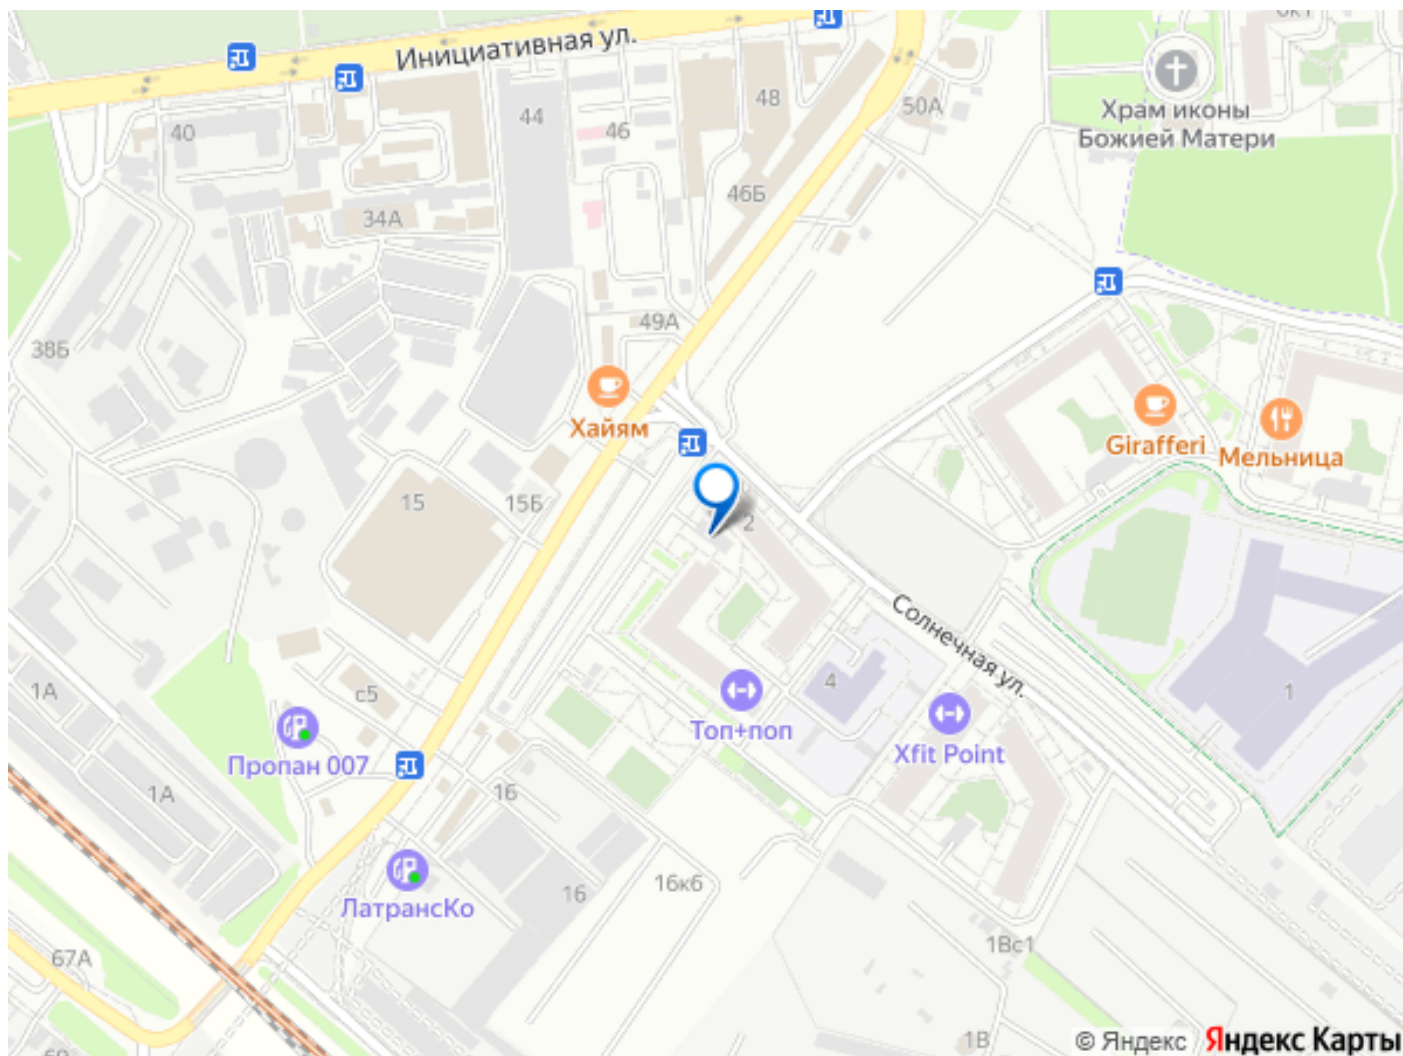 Инициативная ул.
40
44
46
48
50А
Храм иконы
Божией Матери
34А
46Б
38Б
49А
Хайям
Girafferi
Мельница
15
15Б
2
Солнечная ул.
1А
с5
4
1
Топ+поп
Xfit Point
Пропан 007
1А
16
ЛатрансКо
16
16к6
67А
1Вс1
1В
© Яндекс Яндекс Карты